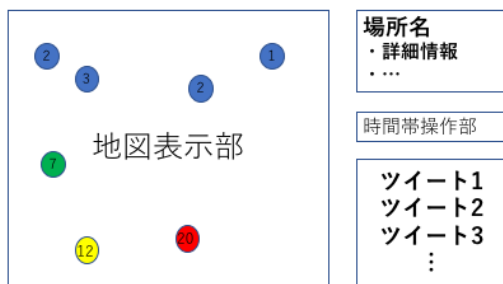 2
3
2
1
地図表示部
7
12
20
場所名
・詳細情報
・…
時間帯操作部
ツイート1
ツイート2
ツイート3
⋮